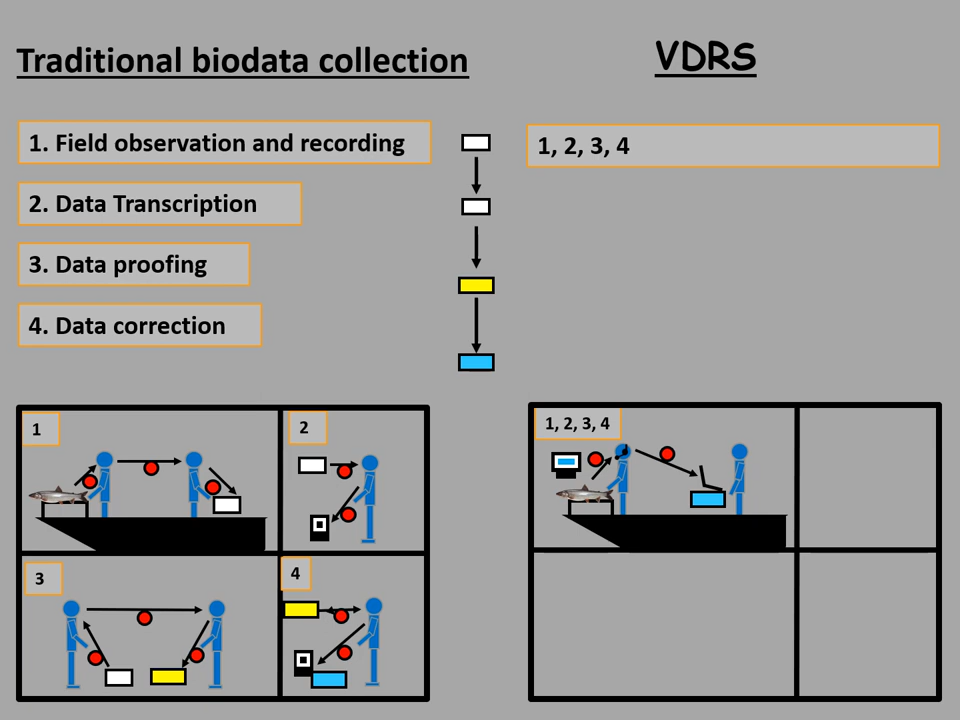 Traditional biodata collection
VDRS
1. Field observation and recording
1, 2, 3, 4
2. Data Transcription
3. Data proofing
4. Data correction
1
2
1, 2, 3, 4
3
4